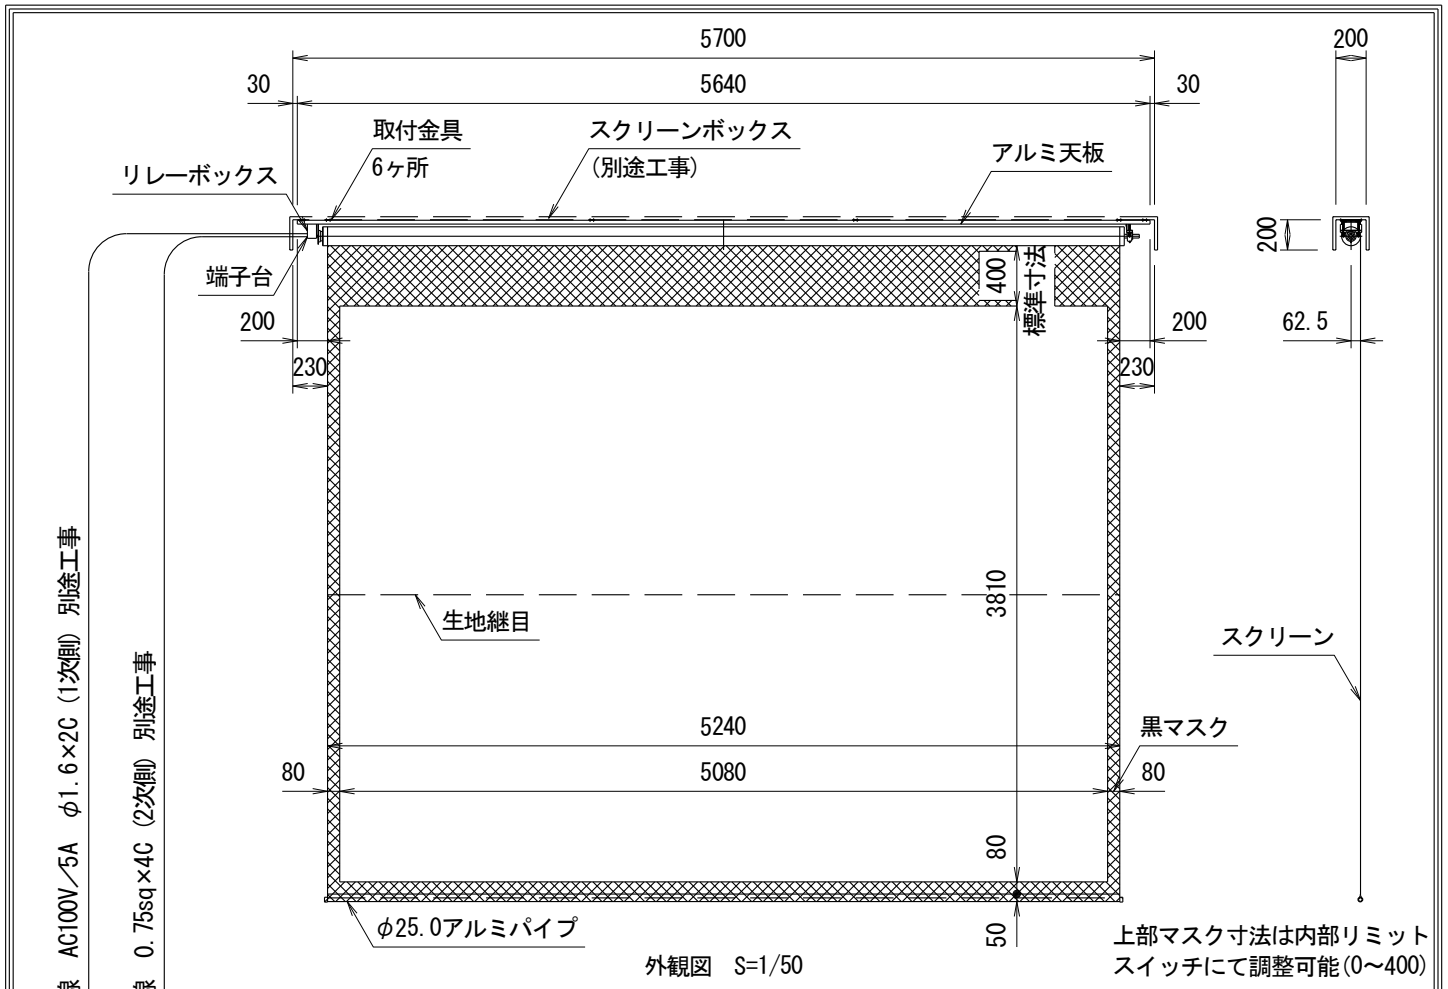 5700
200
30
5640
30
取付金具
6ヶ所
スクリーンボックス
(別途工事)
アルミ天板
リレーボックス
端子台
200
400
標準寸法
200
200
62.5
230
230
3810
生地継目
スクリーン
5240
黒マスク
80
5080
80
80
50
φ25.0アルミパイプ
外観図 S=1/50
上部マスク寸法は内部リミット
スイッチにて調整可能(0〜400)
線 AC100V/5A φ1.6×2C (1次側) 別途工事
線 0.75sq×4C (2次側) 別途工事